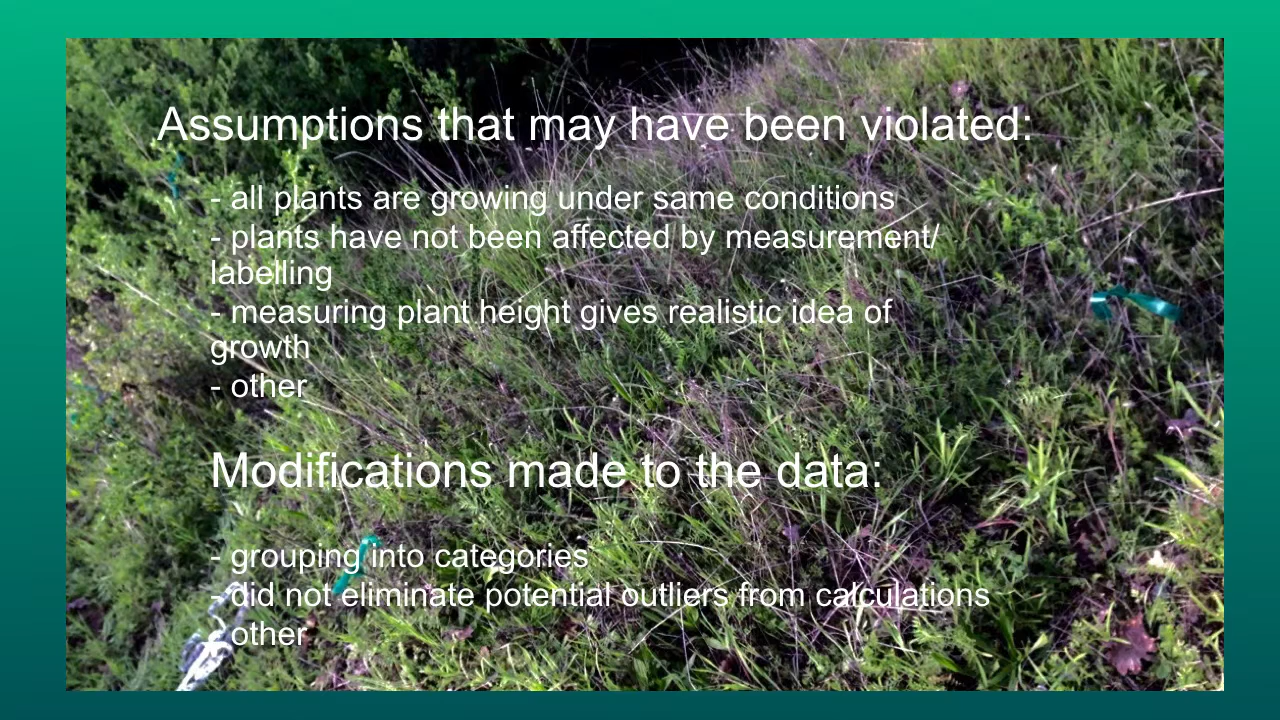 Assumptions that may have been violated:
- all plants are growing under same conditions
- plants have not been affected by measurement/
labelling
- measuring plant height gives realistic idea of
growth
- other
Modifications made to the data:
- grouping into categories
- did not eliminate potential outliers from calculations
- other